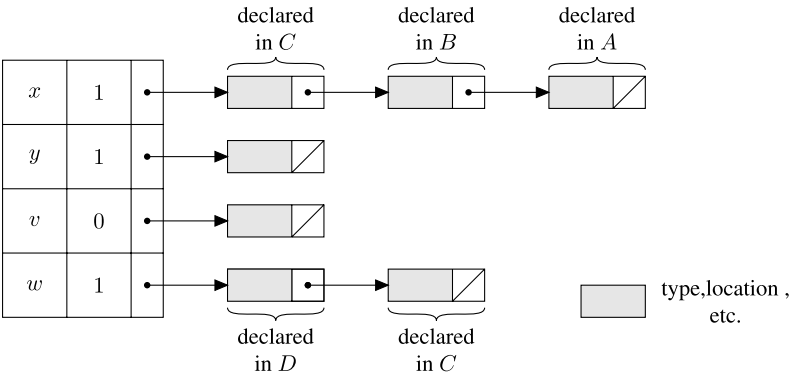 declared
in C
declared
in B
declared
in A
x 1
y 1
v 0
w 1
type,location ,
etc.
declared
in D
declared
in C